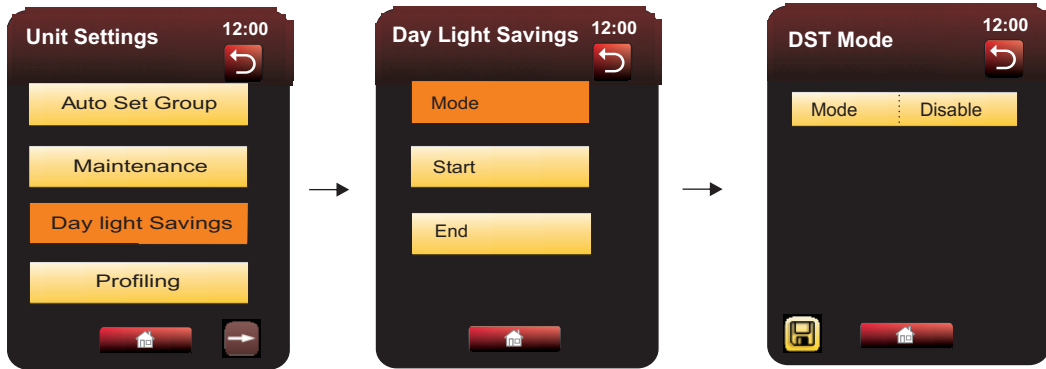 Unit Settings 12:00
Auto Set Group
Maintenance
Day light Savings
Profiling
Day Light Savings 12:00
Mode
Start
End
DST Mode 12:00
Mode Disable